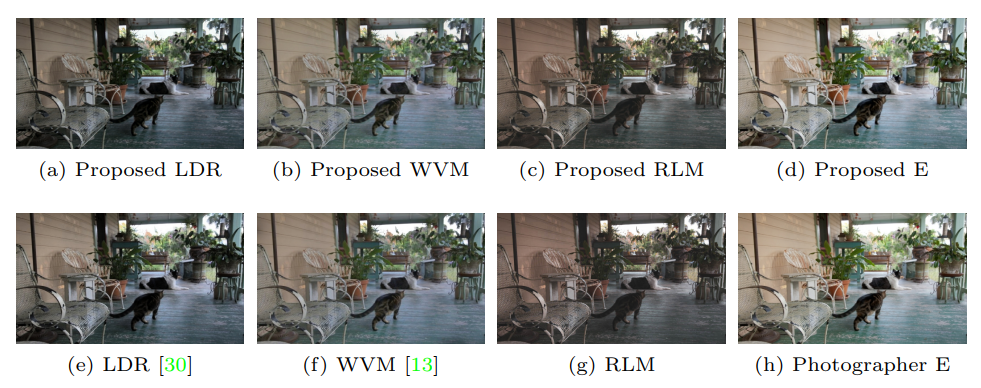 (a) Proposed LDR
(b) Proposed WVM
(c) Proposed RLM
(d) Proposed E
(e) LDR [30]
(f) WVM [13]
(g) RLM
(h) Photographer E